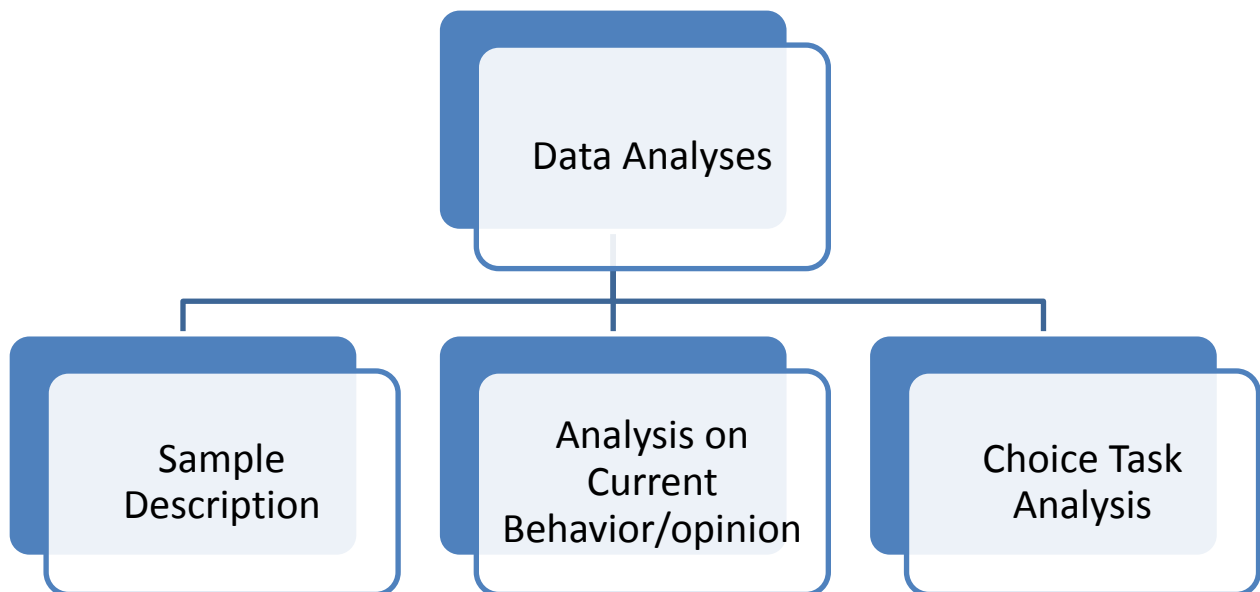 Data Analyses
Sample
Description
Analysis on
Current
Behavior/opinion
Choice Task
Analysis